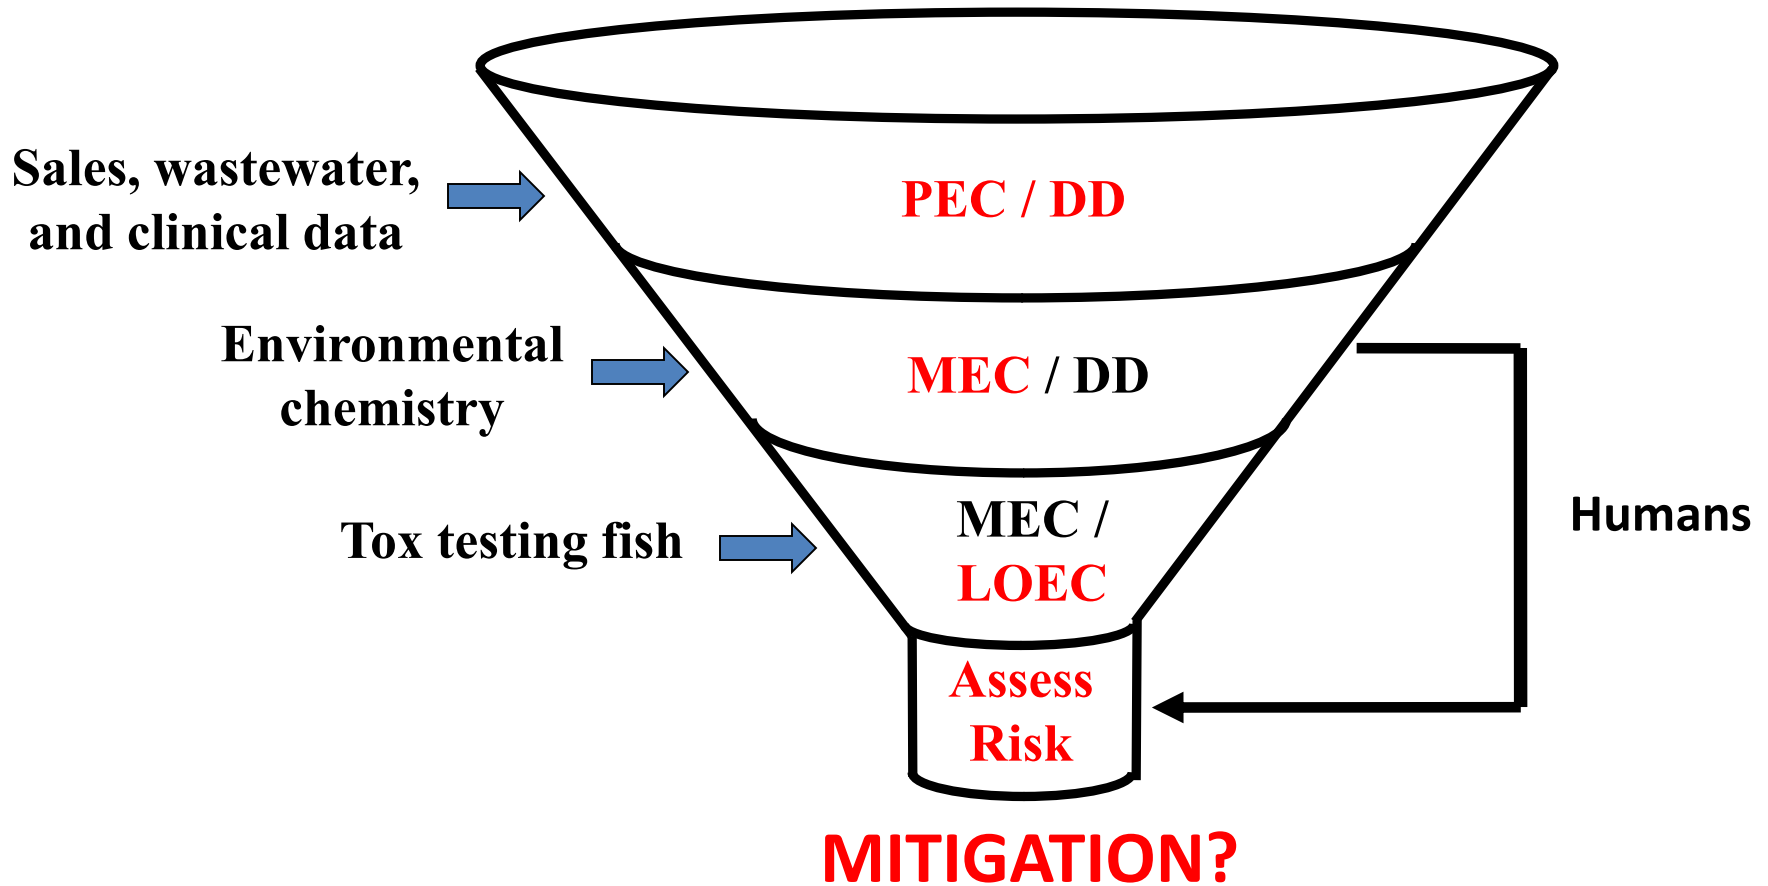 Sales, wastewater,
and clinical data
PEC / DD
Environmental
chemistry
MEC / DD
Tox testing fish
MEC /
LOEC
Humans
Assess
Risk
MITIGATION?